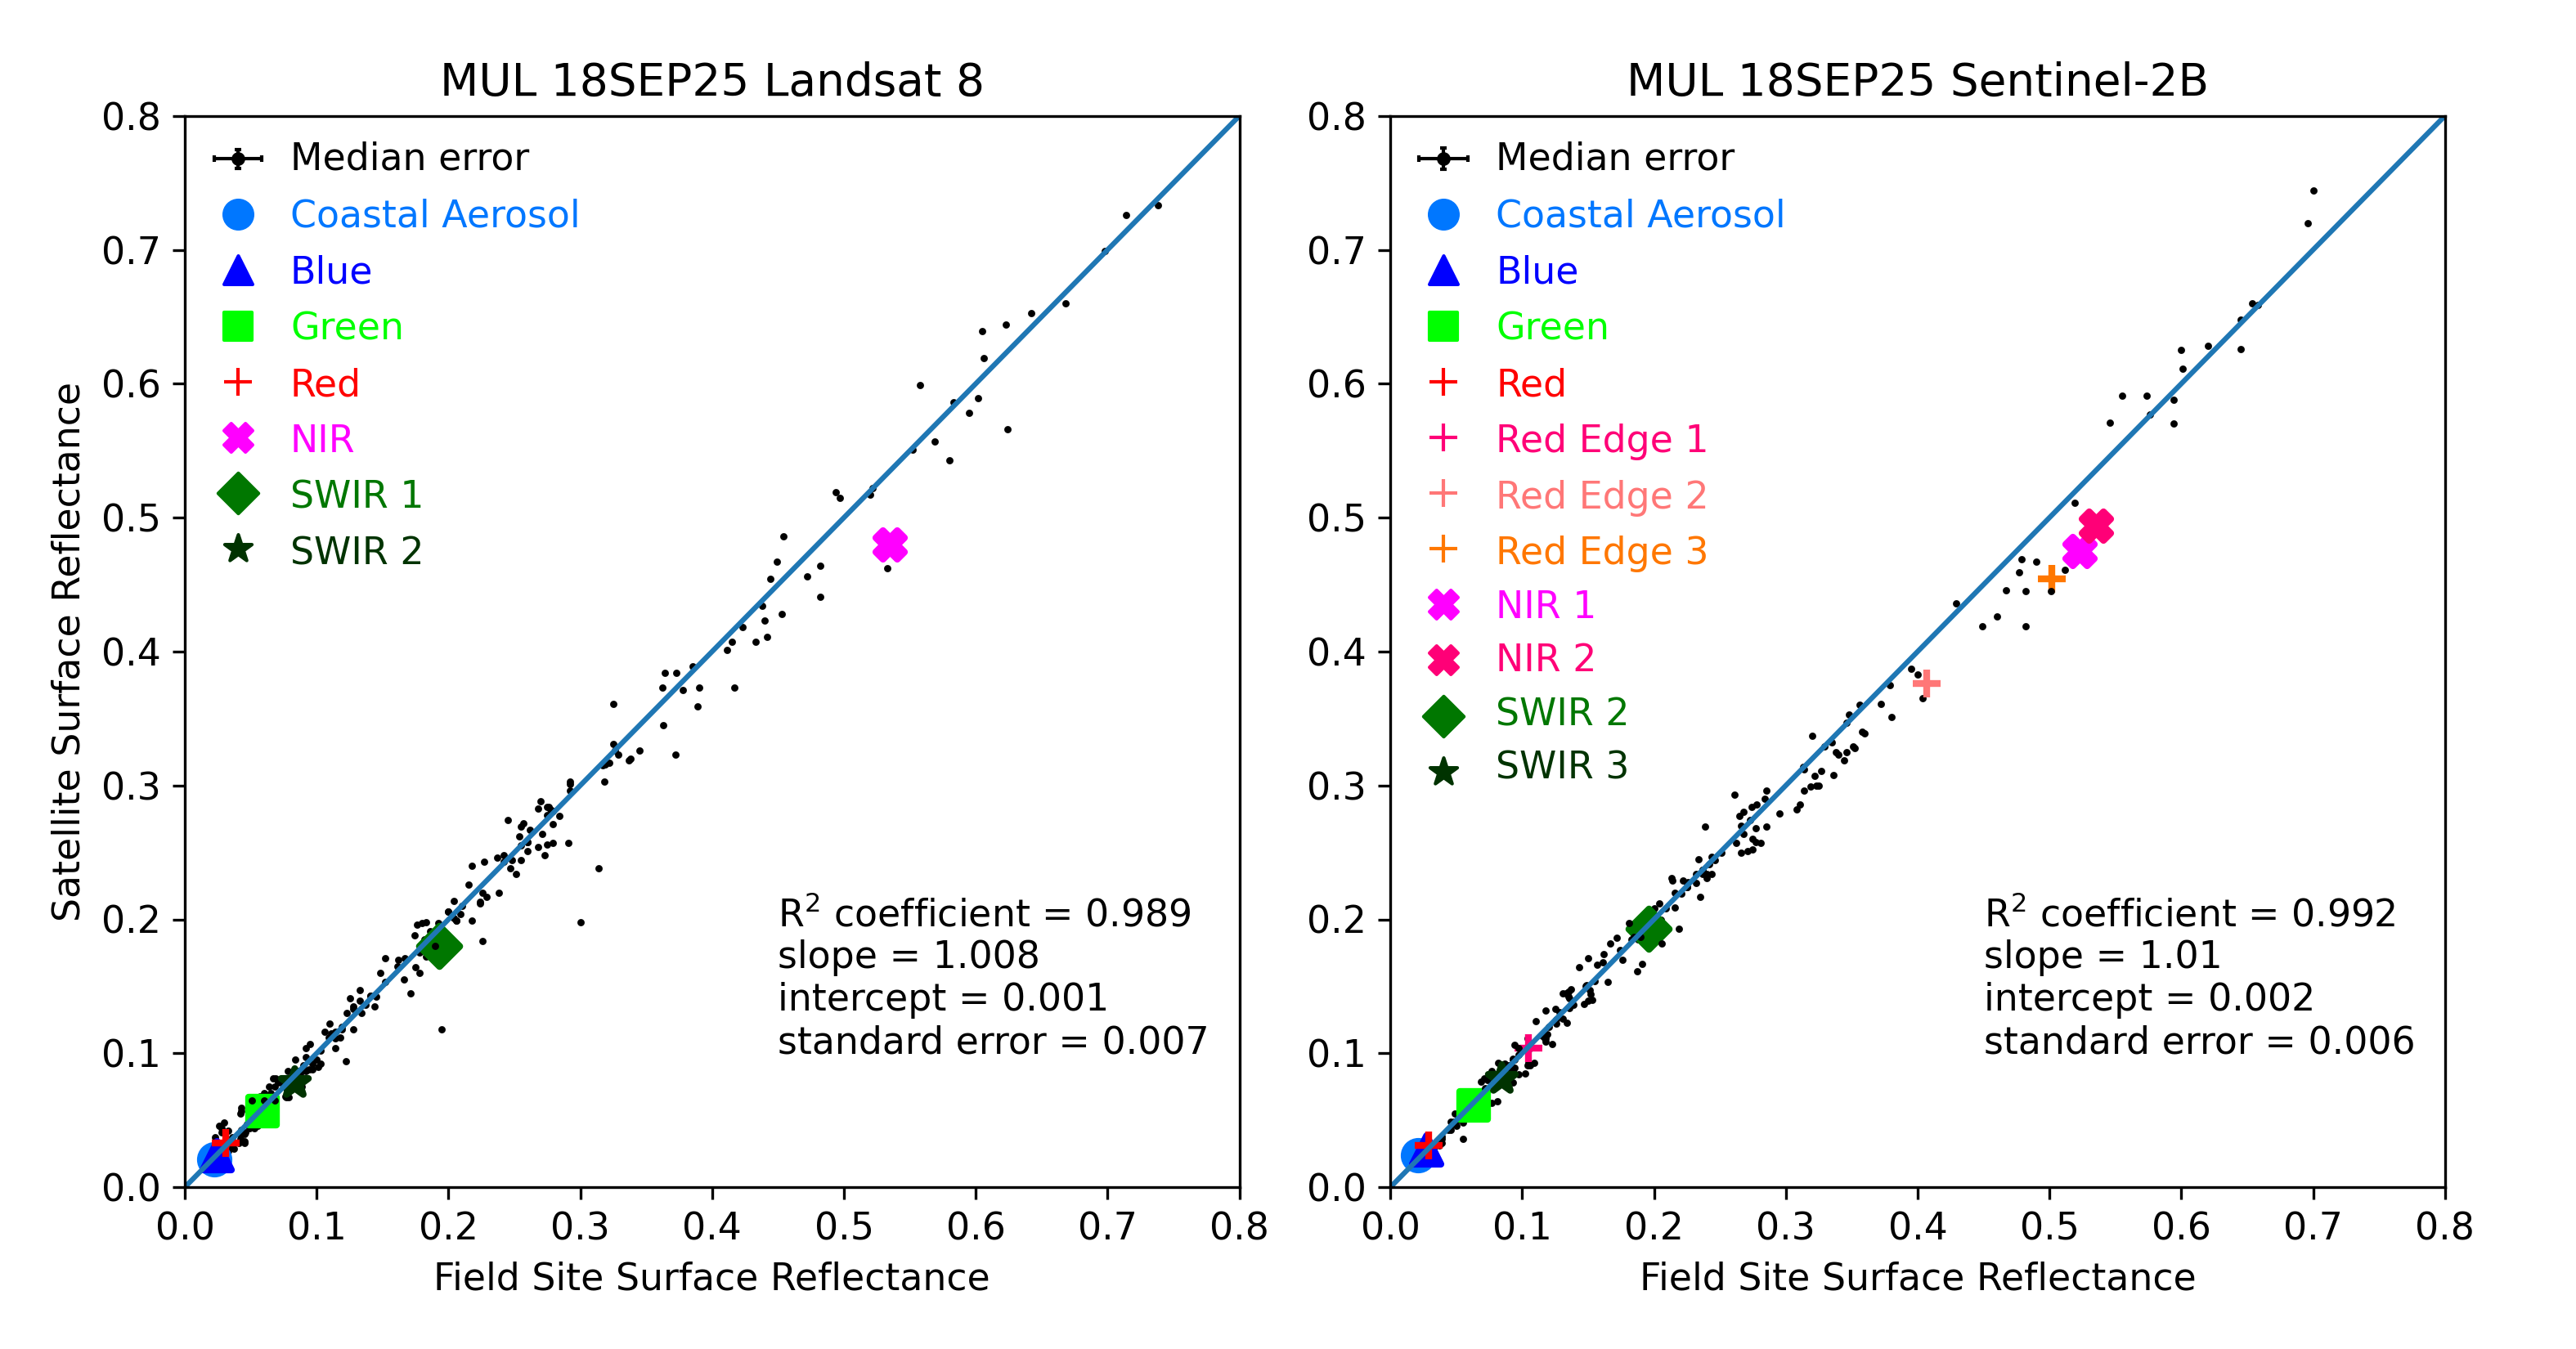 MUL 18SEP25 Landsat 8
Satellite Surface Reflectance
0.8
0.7
0.6
0.5
0.4
0.3
0.2
0.1
0.0
Median error
Coastal Aerosol
Blue
Green
Red
NIR
SWIR 1
SWIR 2
R² coefficient = 0.989
slope = 1.008
intercept = 0.001
standard error = 0.007
0.0 0.1 0.2 0.3 0.4 0.5 0.6 0.7 0.8
Field Site Surface Reflectance
MUL 18SEP25 Sentinel-2B
0.8
0.7
0.6
0.5
0.4
0.3
0.2
0.1
0.0
Median error
Coastal Aerosol
Blue
Green
Red
Red Edge 1
Red Edge 2
Red Edge 3
NIR 1
NIR 2
SWIR 2
SWIR 3
R² coefficient = 0.992
slope = 1.01
intercept = 0.002
standard error = 0.006
0.0 0.1 0.2 0.3 0.4 0.5 0.6 0.7 0.8
Field Site Surface Reflectance